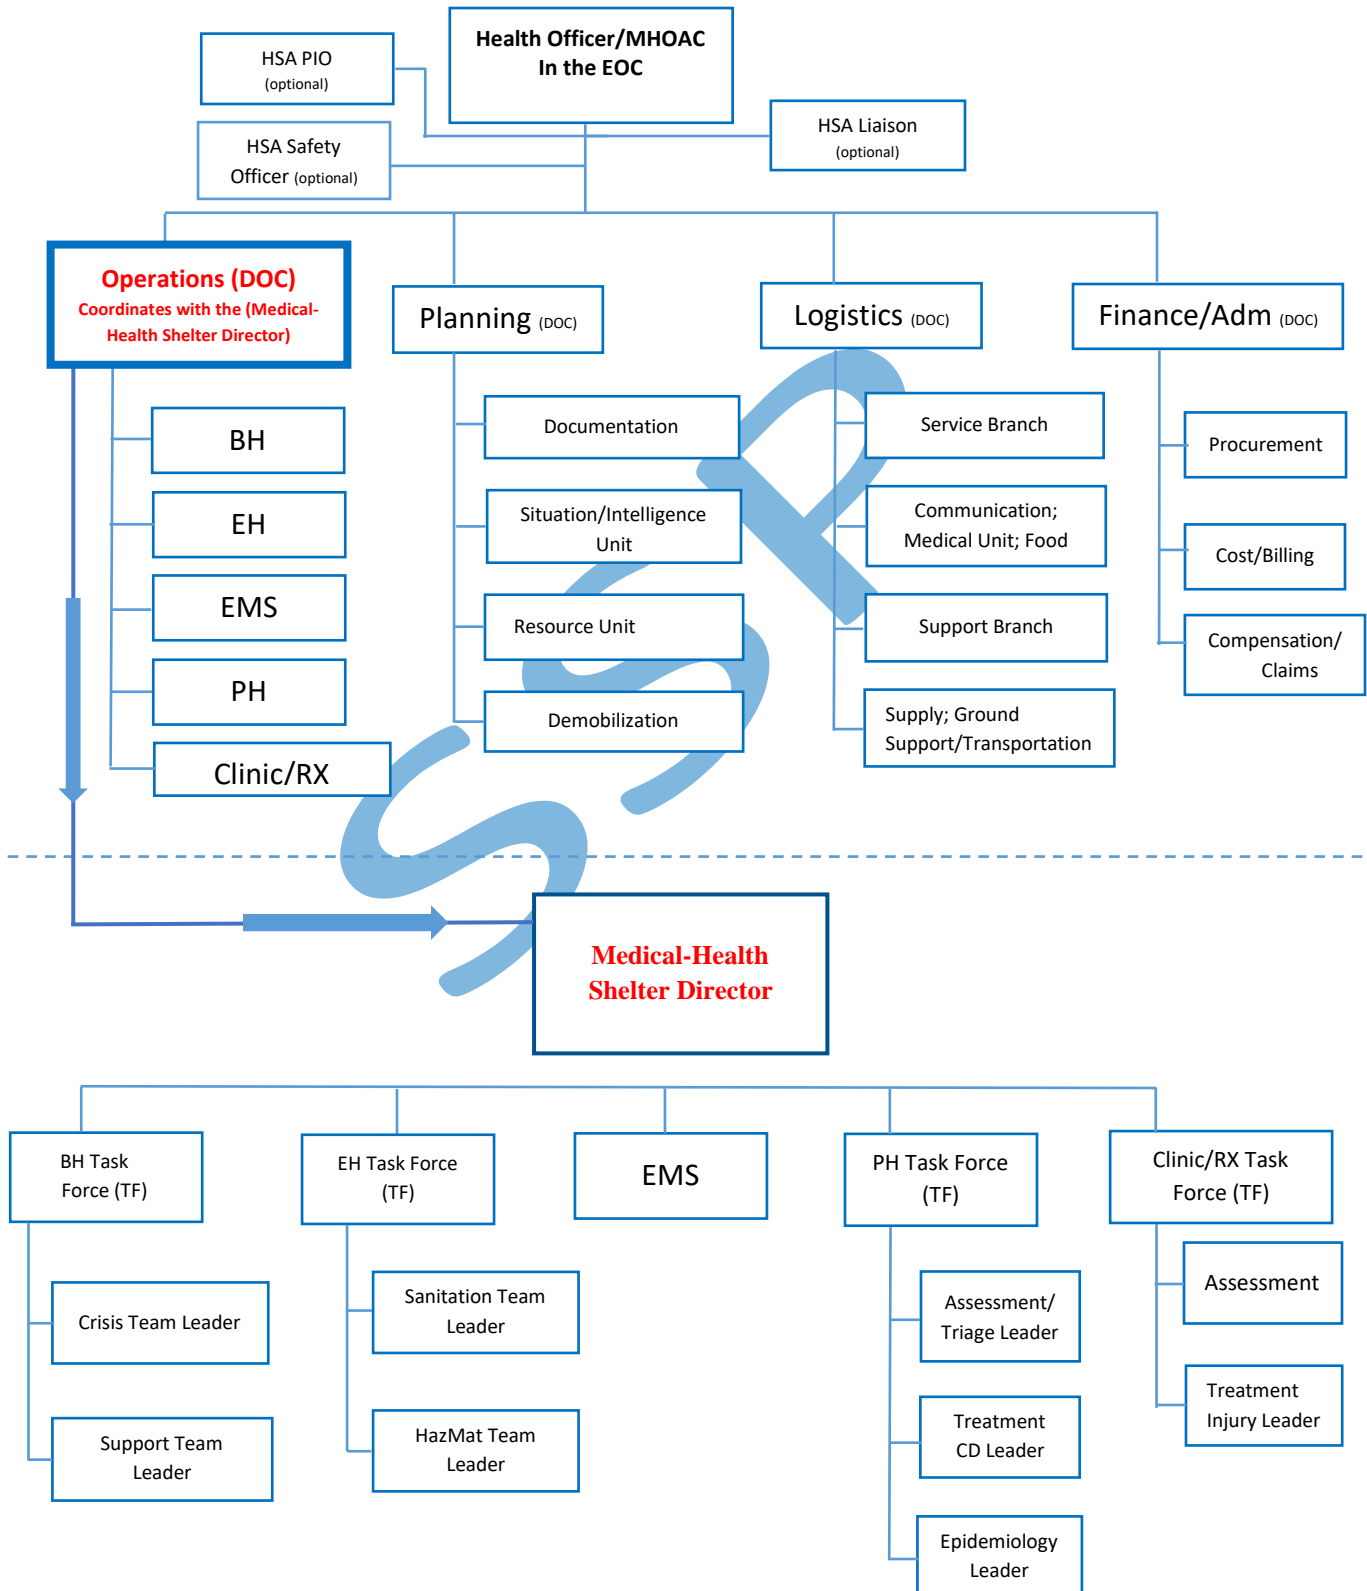 Health Officer/MHOAC
In the EOC
HSA PIO
(optional)
HSA Liaison
(optional)
HSA Safety
Officer (optional)
Operations (DOC)
Coordinates with the (Medical-
Health Shelter Director)
Planning (DOC)
Logistics (DOC)
Finance/Adm (DOC)
BH
EH
EMS
PH
Clinic/RX
Documentation
Situation/Intelligence
Unit
Resource Unit
Demobilization
Service Branch
Communication;
Medical Unit; Food
Support Branch
Supply; Ground
Support/Transportation
Procurement
Cost/Billing
Compensation/
Claims
SSP
Medical-Health
Shelter Director
BH Task
Force (TF)
Crisis Team Leader
Support Team
Leader
EH Task Force
(TF)
Sanitation Team
Leader
HazMat Team
Leader
EMS
PH Task Force
(TF)
Assessment/
Triage Leader
Treatment
CD Leader
Epidemiology
Leader
Clinic/RX Task
Force (TF)
Assessment
Treatment
Injury Leader